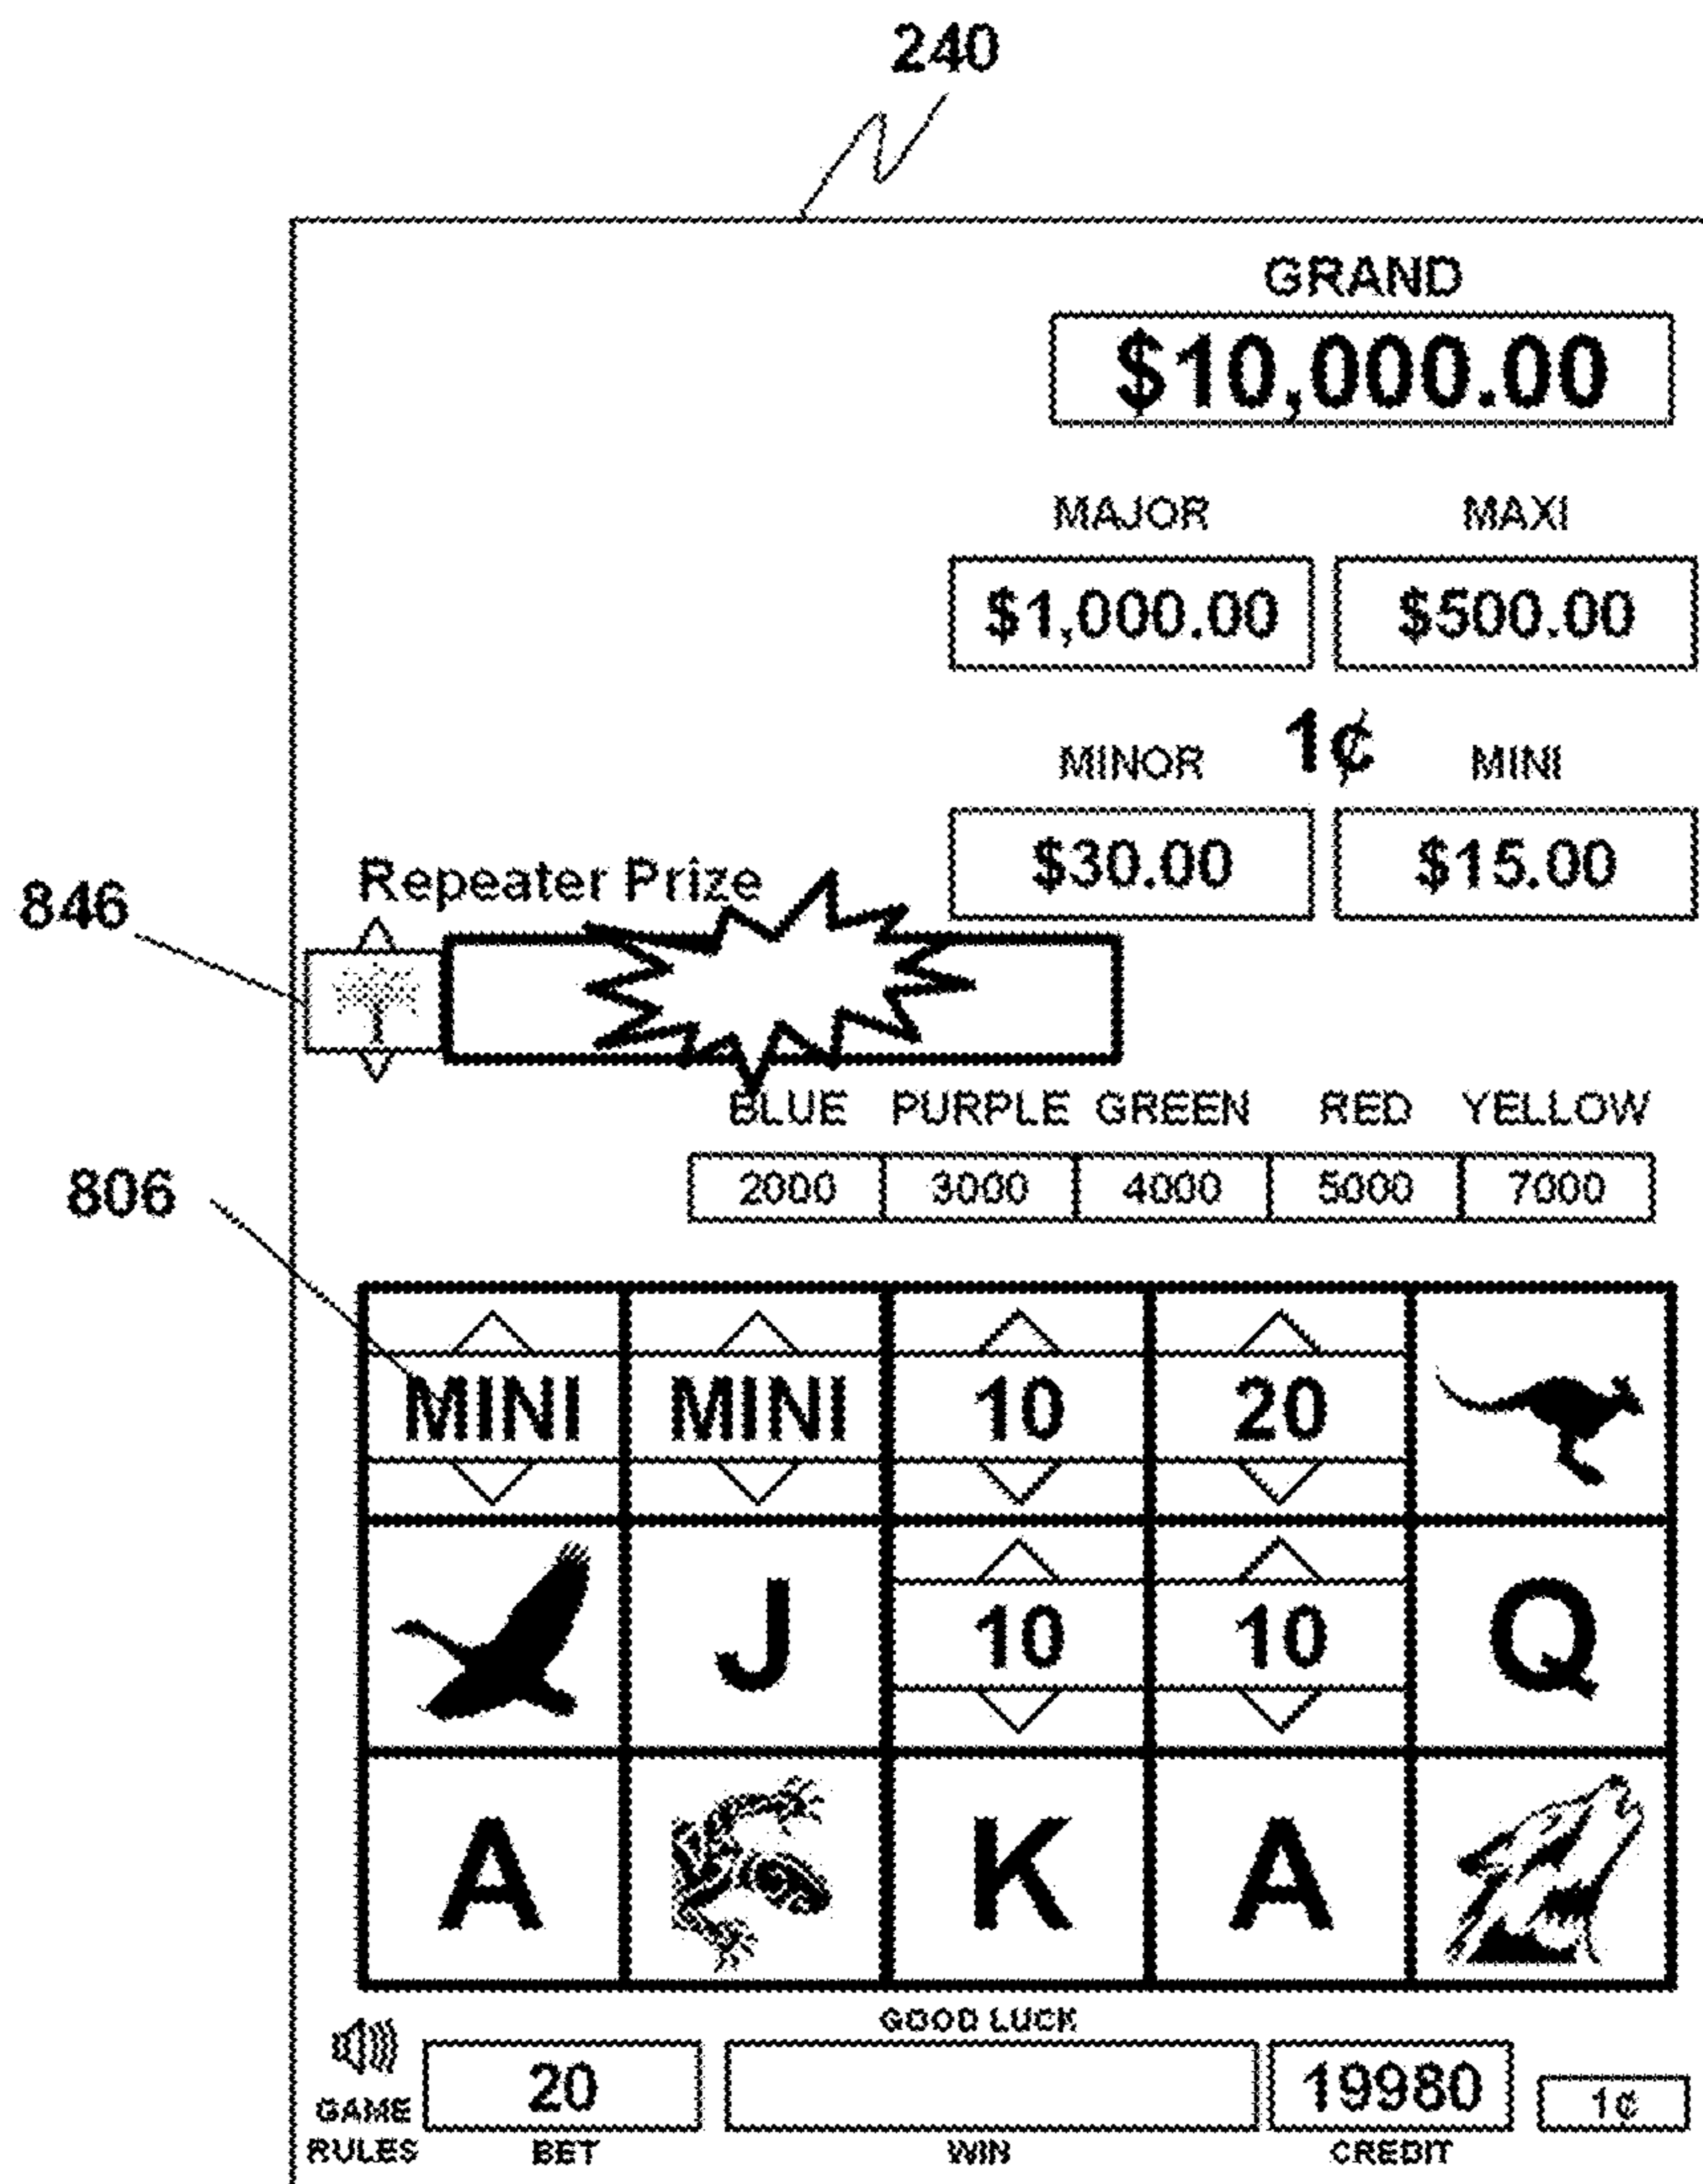 240
GRAND
$10,000.00
MAJOR MAXI
$1,000.00 $500.00
1¢
MINOR MINI
$30.00 $15.00
Repeater Prize
846
BLUE PURPLE GREEN RED YELLOW
2000 3000 4000 5000 7000
806
MINI MINI 10 20
J 10 10 Q
A K A
GOOD LUCK
20 19980 1¢
GAME
RULES BET WIN CREDIT